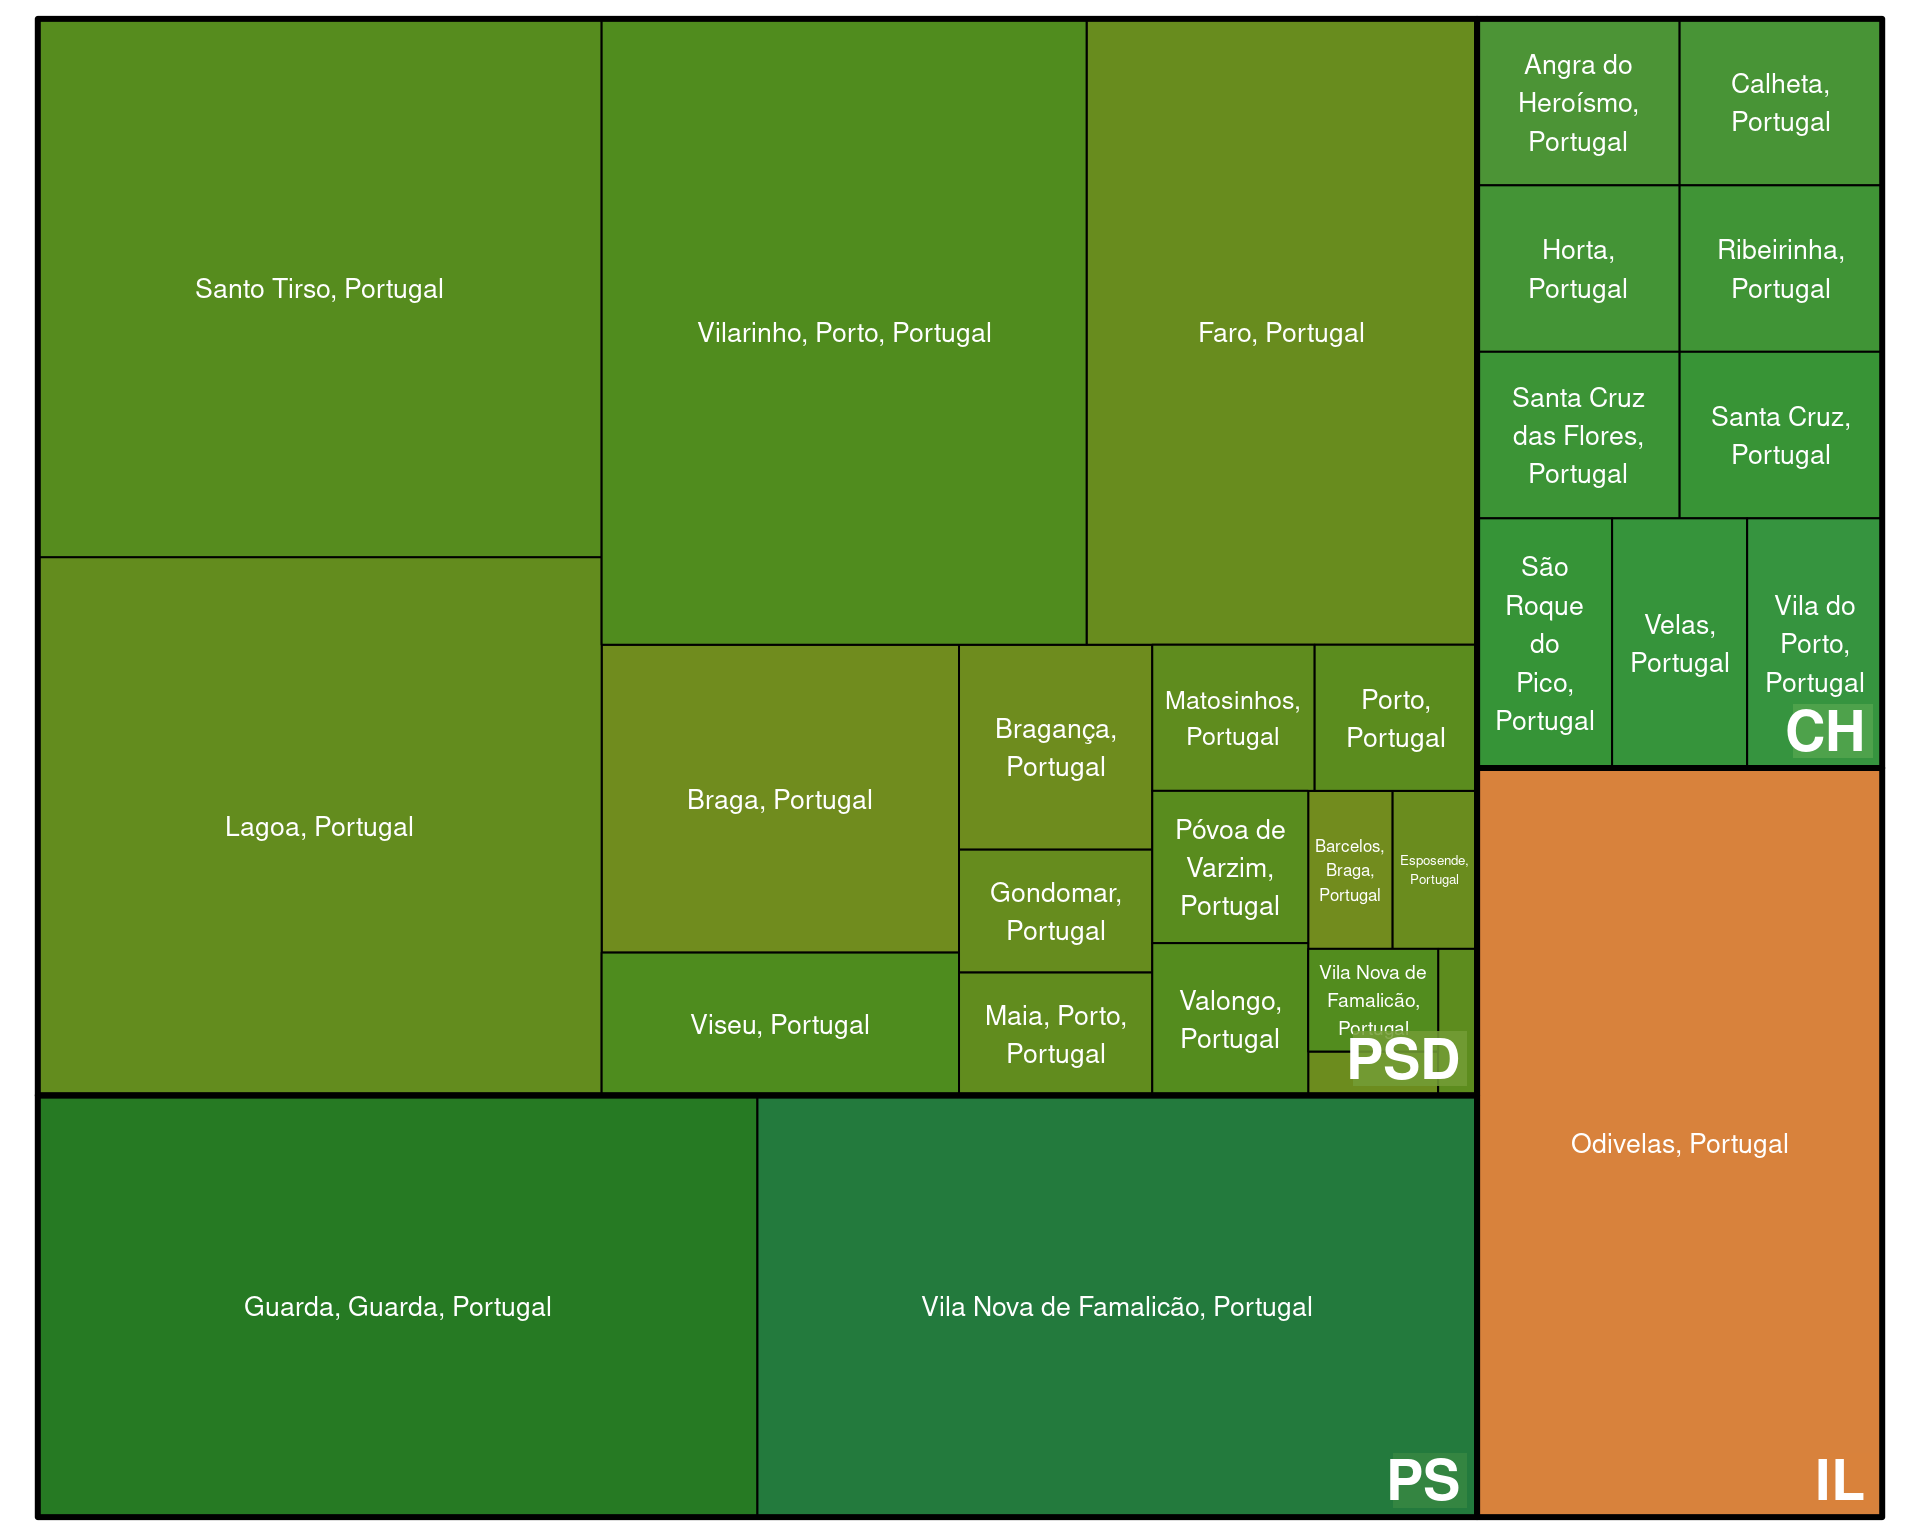 Santo Tirso, Portugal
Vilarinho, Porto, Portugal
Faro, Portugal
Lagoa, Portugal
Braga, Portugal
Viseu, Portugal
Bragança,
Portugal
Gondomar,
Portugal
Maia, Porto,
Portugal
Matosinhos,
Portugal
Porto,
Portugal
Póvoa de
Varzim,
Portugal
Valongo,
Portugal
Barcelos,
Braga,
Portugal
Esposende,
Portugal
Vila Nova de
Famalicão,
Portugal
PSD
Angra do
Heroísmo,
Portugal
Calheta,
Portugal
Horta,
Portugal
Ribeirinha,
Portugal
Santa Cruz
das Flores,
Portugal
Santa Cruz,
Portugal
São
Roque
do
Pico,
Portugal
Velas,
Portugal
Vila do
Porto,
Portugal
CH
Guarda, Guarda, Portugal
Vila Nova de Famalicão, Portugal
PS
Odivelas, Portugal
IL